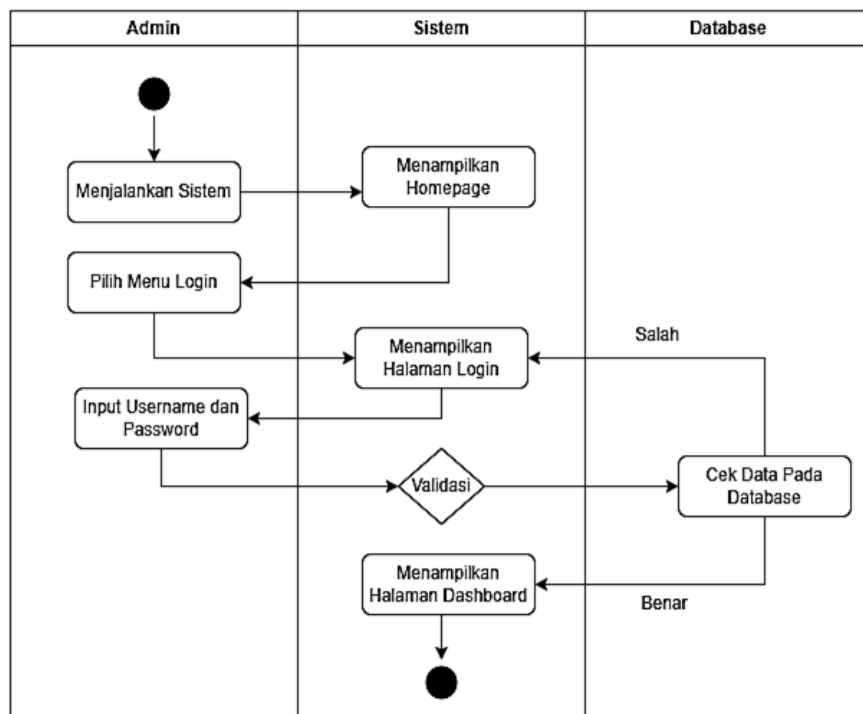 Admin
Sistem
Database
Menjalankan Sistem
Menampilkan
Homepage
Pilih Menu Login
Menampilkan
Halaman Login
Salah
Input Username dan
Password
Validasi
Cek Data Pada
Database
Menampilkan
Halaman Dashboard
Benar